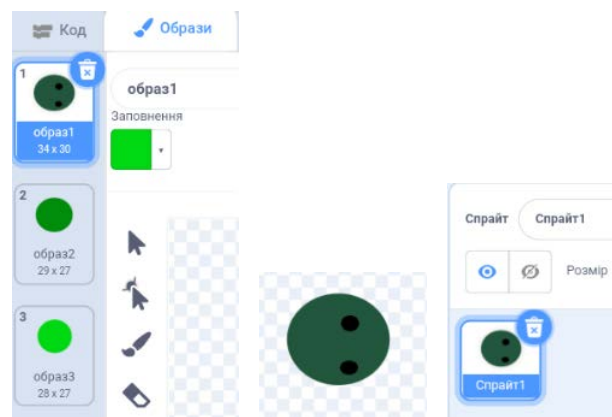 Код
Образи
1
образ1
34 x 30
образ1
Заповнення
2
образ2
29 x 27
3
образ3
28 x 27
Спрайт
Спрайт1
Розмір
Спрайт1